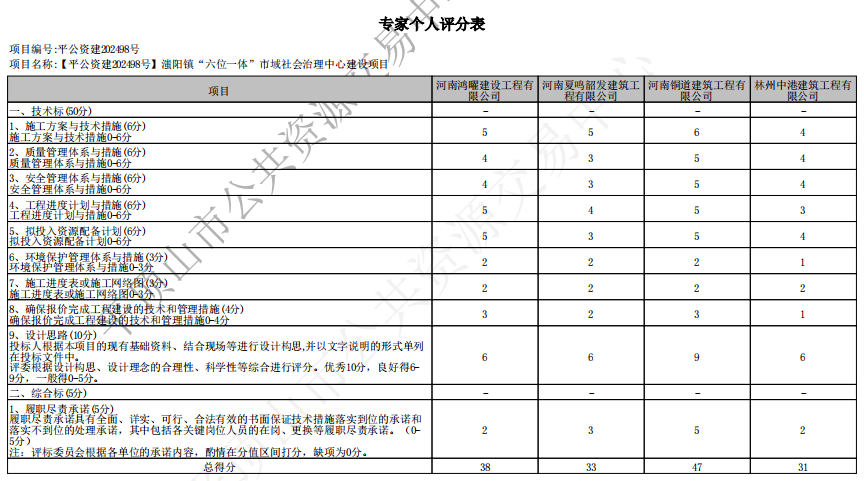 专家个人评分表
项目编号:平公资建202498号
项目名称:【平公资建202498号】滍阳镇“六位一体”市域社会治理中心建设项目
项目 河南鸿曜建设工程有限公司 河南夏鸣韶发建筑工程有限公司 河南铜道建筑工程有限公司 林州中港建筑工程有限公司
一、技术标(50分) - - - -
1、施工方案与技术措施(6分)
施工方案与技术措施0-6分 5 5 6 4
2、质量管理体系与措施(6分)
质量管理体系与措施0-6分 4 3 5 4
3、安全管理体系与措施(6分)
安全管理体系与措施0-6分 4 3 5 4
4、工程进度计划与措施(6分)
工程进度计划与措施0-6分 5 4 5 3
5、拟投入资源配备计划(6分)
拟投入资源配备计划0-6分 5 3 5 4
6、环境保护管理体系与措施(3分)
环境保护管理体系与措施0-3分 2 2 2 1
7、施工进度表或施工网络图(3分)
施工进度表或施工网络图0-3分 2 2 2 2
8、确保报价完成工程建设的技术和管理措施(4分)
确保报价完成工程建设的技术和管理措施0-4分 3 2 3 1
9、设计思路(10分)
投标人根据本项目的现有基础资料、结合现场等进行设计构思,并以文字说明的形式单列
在投标文件中。
评委根据设计构思、设计理念的合理性、科学性等综合进行评分。优秀10分，良好得6-
9分，一般得0-5分。 6 6 9 6
二、综合标(5分) - - - -
1、履职尽责承诺(5分)
履职尽责承诺具有全面、详实、可行、合法有效的书面保证技术措施落实到位的承诺和
落实不到位的处理承诺，其中包括各关键岗位人员的在岗、更换等履职尽责承诺。（0-
5分）
注：评标委员会根据各单位的承诺内容，酌情在分值区间打分，缺项为0分。 2 3 5 2
总得分 38 33 47 31
平顶山市公共资源交易中心
平顶山市公共资源交易中心